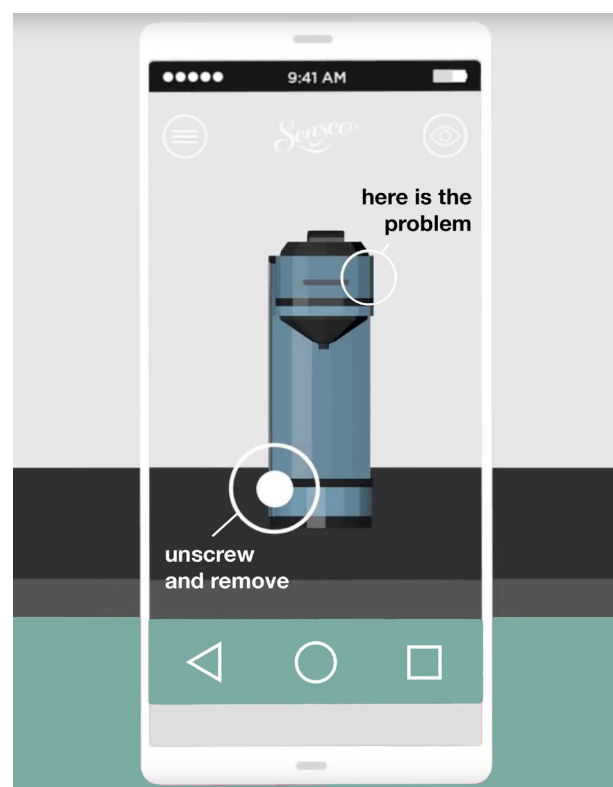 9:41 AM
Senseo
here is the
problem
unscrew
and remove